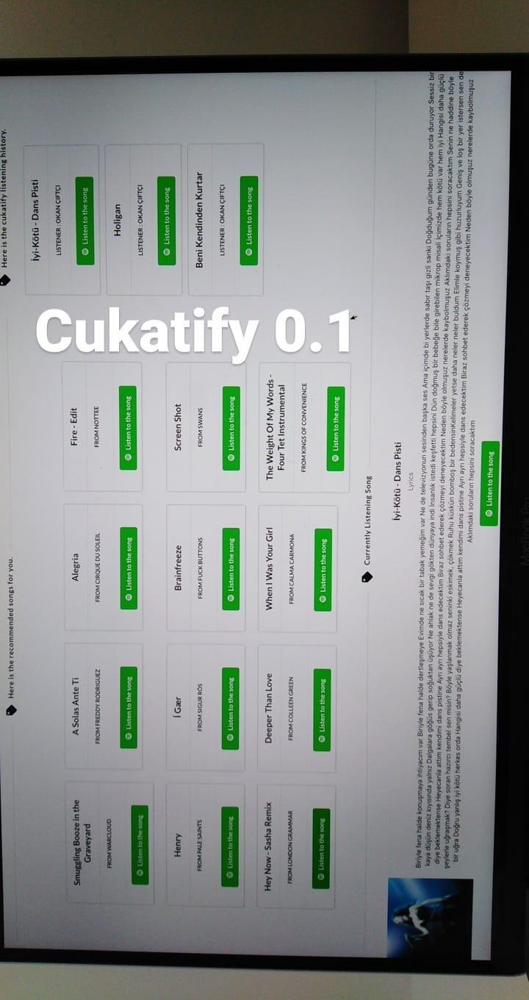 Cukatify 0.1
Here is the recommended songs for you.
Smuggling Booze in the
Graveyard
FROM WARCLOUD
Listen to the song
A Solas Ante Ti
FROM FREDDY RODRIGUEZ
Listen to the song
Alegria
FROM CIRQUE DU SOLEIL
Listen to the song
Fire - Edit
FROM NOTTEE
Listen to the song
Henry
FROM PALE SAINTS
Listen to the song
Í Gær
FROM SIGUR RÓS
Listen to the song
Brainfreeze
FROM FUCK BUTTONS
Listen to the song
Screen Shot
FROM SWANS
Listen to the song
Hey Now - Sasha Remix
FROM LONDON GRAMMAR
Listen to the song
Deeper Than Love
FROM COLLEEN GREEN
Listen to the song
When I Was Your Girl
FROM CALMA CARMONA
Listen to the song
The Weight Of My Words -
Four Tet Instrumental
FROM KINGS OF CONVENIENCE
Listen to the song
Here is the cukatify listening history.
İyi-Kötü - Dans Pisti
LISTENER : OKAN ÇİFTÇİ
Listen to the song
Holigan
LISTENER : OKAN ÇİFTÇİ
Listen to the song
Beni Kendinden Kurtar
LISTENER : OKAN ÇİFTÇİ
Listen to the song
Currently Listening Song
İyi-Kötü - Dans Pisti
Lyrics
Biriyle fena halde konuşmaya ihtiyacım var Biriyle fena halde dertleşmeye Evimde ne sıcak bir tabak yemeğim var Ne de televizyonun sesinden başka ses Ama içimde bi yerlerde sabır taşı gizli sanki Doğduğum günden bugüne orda duruyor Sessiz bir
kaya düşün deniz kıyısında yalnız Dalgalara göğüs gerip soğuktan üşüyor Ne ahlak ne de sevgi gökten dünyaya indi İnsanlık istedi keşfetti hepsini Dün doğmuş bir bebeğe bile girebilen mikrop misali İçimizde hem kötü var hem iyi Hangisi daha güçlü
diye beklemektense Heyecanla attım kendimi dans pistine Ayrı ayrı hepsiyle dans edecektim Biraz sohbet ederek çözmeyi deneyecektim Neden böyle olmuşuz nerelerde kaybolmuşuz Aklımdaki soruların hepsini soracaktım Senin ne haddine böyle
şeylerle uğraşmak? Diye soran hazırcı tembel sen misin? Böyle yaşlanmak olmaz seninki eskimek, çökmek Ruhu küskün bomboş bir bedensin Kelimeler yetse daha neler neler buldum Elimle koymuş gibi huzurluyum Geniş ve loş bir yer istersen sen de
bir uğra Doğru yanlış iyi kötü herkes orda Hangisi daha güçlü diye beklemektense Heyecanla attım kendimi dans pistine Ayrı ayrı hepsiyle dans edecektim Biraz sohbet ederek çözmeyi deneyecektim Neden böyle olmuşuz nerelerde kaybolmuşuz
Aklımdaki soruların hepsini soracaktım
Listen to the song